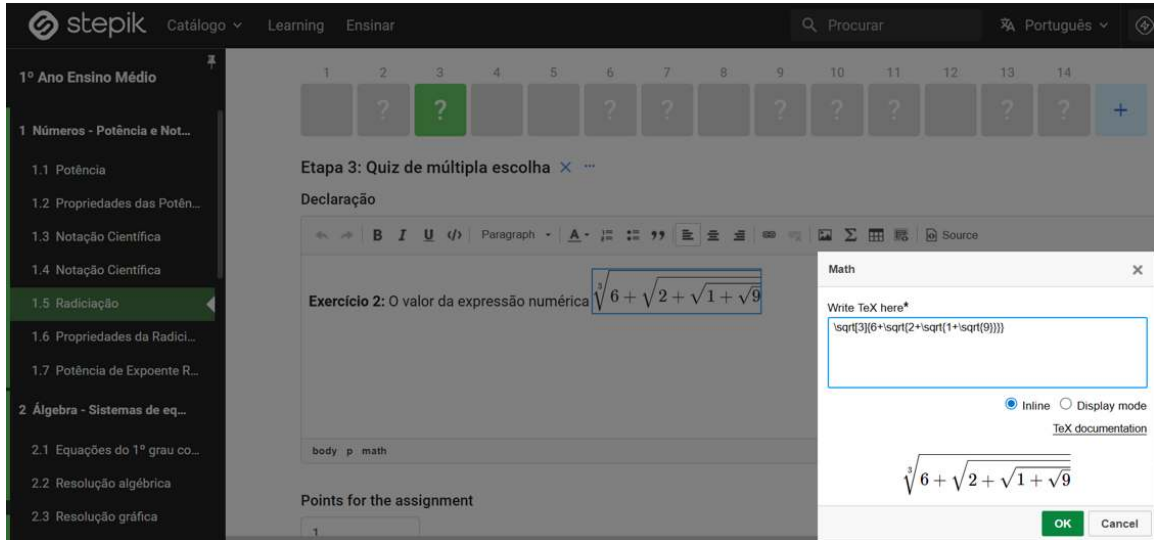 stepik Catálogo Learning Ensinar Procurar Português
1º Ano Ensino Médio
1 Números - Potência e Not...
1.1 Potência
1.2 Propriedades das Potên...
1.3 Notação Científica
1.4 Notação Científica
1.5 Radiciação
1.6 Propriedades da Radici...
1.7 Potência de Expoente R...
2 Álgebra - Sistemas de eq...
2.1 Equações do 1º grau co...
2.2 Resolução algébrica
2.3 Resolução gráfica
1 2 3 4 5 6 7 8 9 10 11 12 13 14
? ? ? ? ? ? ? ? ? +
Etapa 3: Quiz de múltipla escolha × ...
Declaração
B I U </> Paragraph A Σ Source
Exercício 2: O valor da expressão numérica ∛(6 + √(2 + √(1 + √9)))
body p math
Points for the assignment
1
Math ×
Write TeX here*
\sqrt[3]{6+\sqrt{2+\sqrt{1+\sqrt{9}}}}
Inline Display mode
TeX documentation
∛(6 + √(2 + √(1 + √9)))
OK Cancel